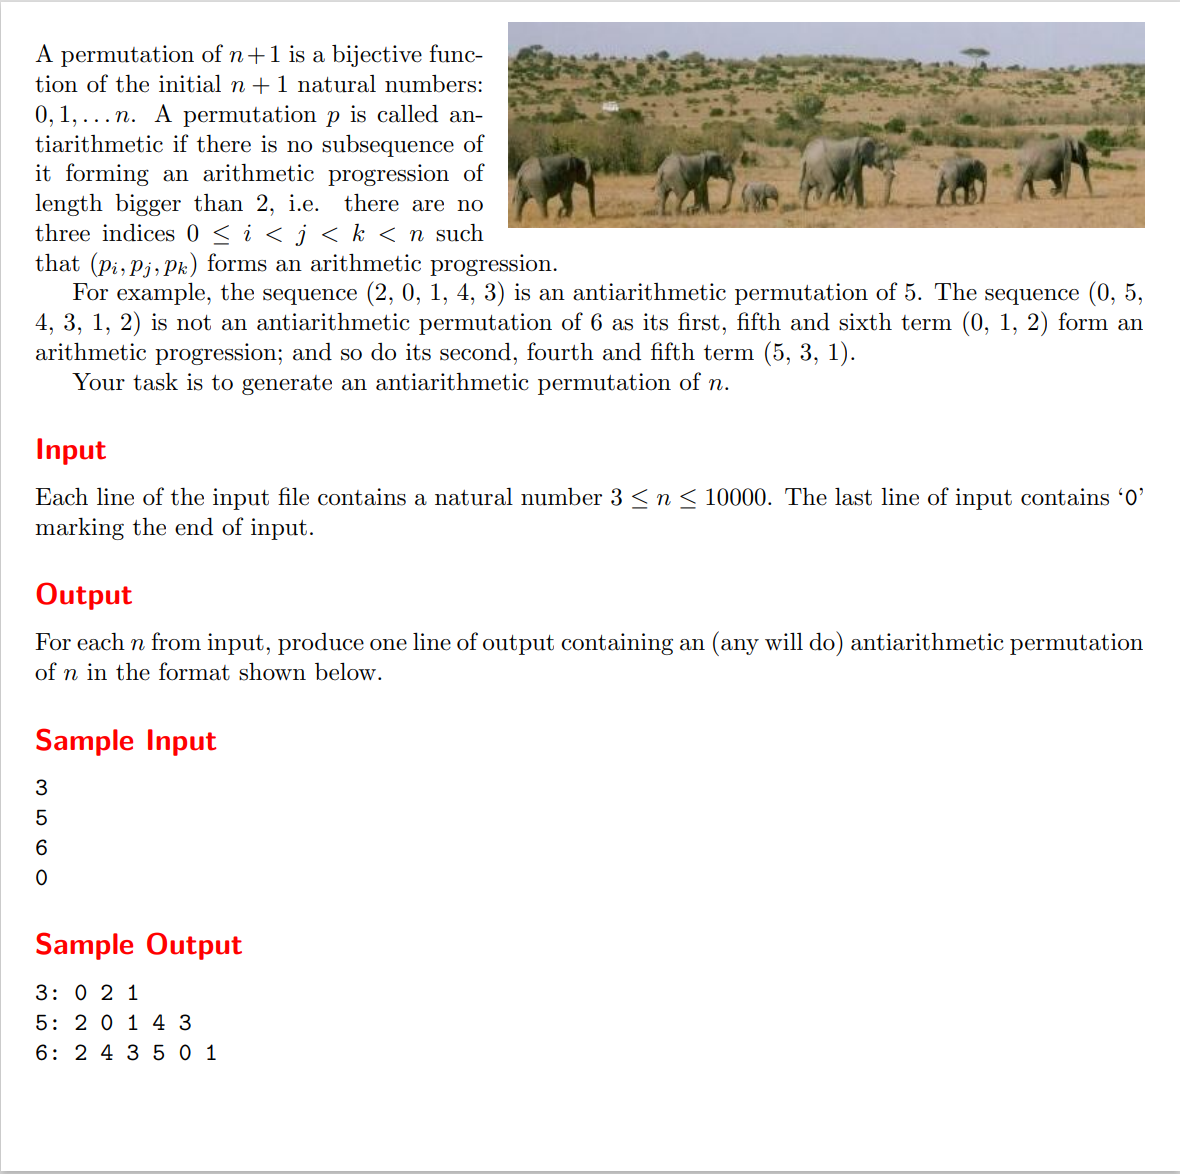 A permutation of n+1 is a bijective func-
tion of the initial n + 1 natural numbers:
0, 1, . . . n. A permutation p is called an-
tiarithmetic if there is no subsequence of
it forming an arithmetic progression of
length bigger than 2, i.e. there are no
three indices 0 ≤ i < j < k < n such
that (pᵢ, pⱼ, pₖ) forms an arithmetic progression.
For example, the sequence (2, 0, 1, 4, 3) is an antiarithmetic permutation of 5. The sequence (0, 5,
4, 3, 1, 2) is not an antiarithmetic permutation of 6 as its first, fifth and sixth term (0, 1, 2) form an
arithmetic progression; and so do its second, fourth and fifth term (5, 3, 1).
Your task is to generate an antiarithmetic permutation of n.
Input
Each line of the input file contains a natural number 3 ≤ n ≤ 10000. The last line of input contains ‘0’
marking the end of input.
Output
For each n from input, produce one line of output containing an (any will do) antiarithmetic permutation
of n in the format shown below.
Sample Input
3
5
6
0
Sample Output
3: 0 2 1
5: 2 0 1 4 3
6: 2 4 3 5 0 1